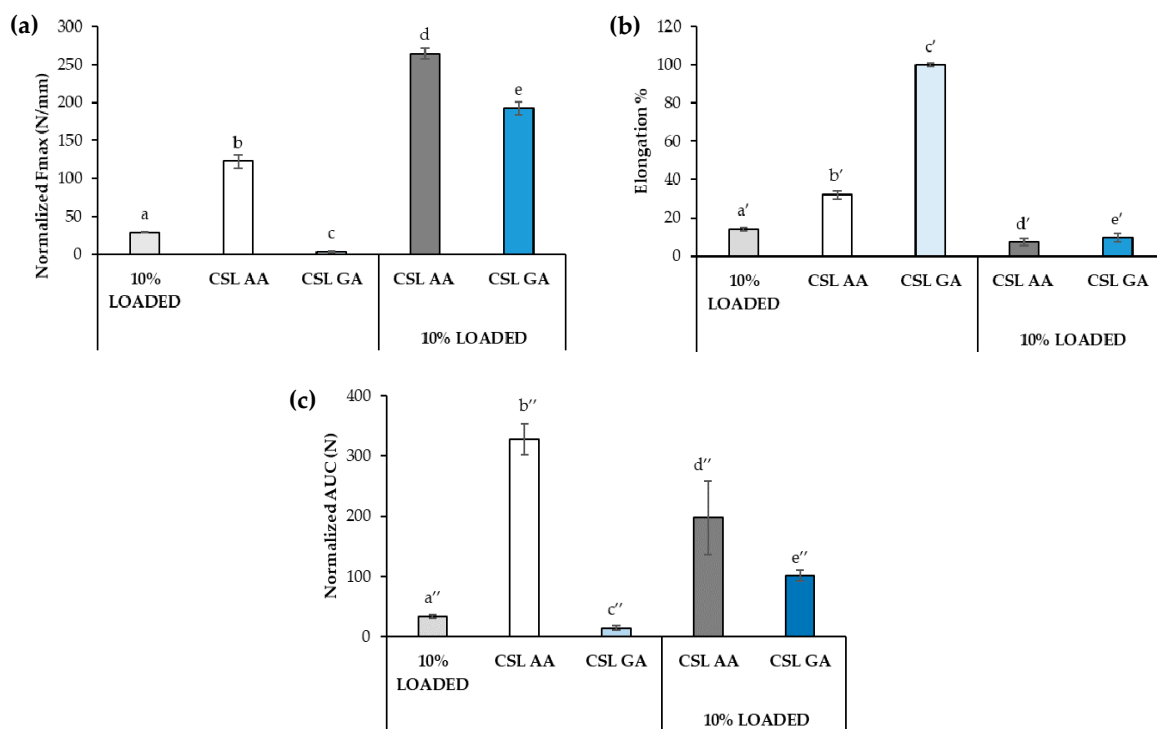 (a)
Normalized Fmax (N/mm)
300
250
200
150
100
50
0
a
b
c
d
e
10%
LOADED
CSL AA
CSL GA
CSL AA
CSL GA
10% LOADED
(b)
Elongation %
120
100
80
60
40
20
0
a′
b′
c′
d′
e′
10%
LOADED
CSL AA
CSL GA
CSL AA
CSL GA
10% LOADED
(c)
Normalized AUC (N)
400
300
200
100
0
a′′
b′′
c′′
d′′
e′′
10%
LOADED
CSL AA
CSL GA
CSL AA
CSL GA
10% LOADED